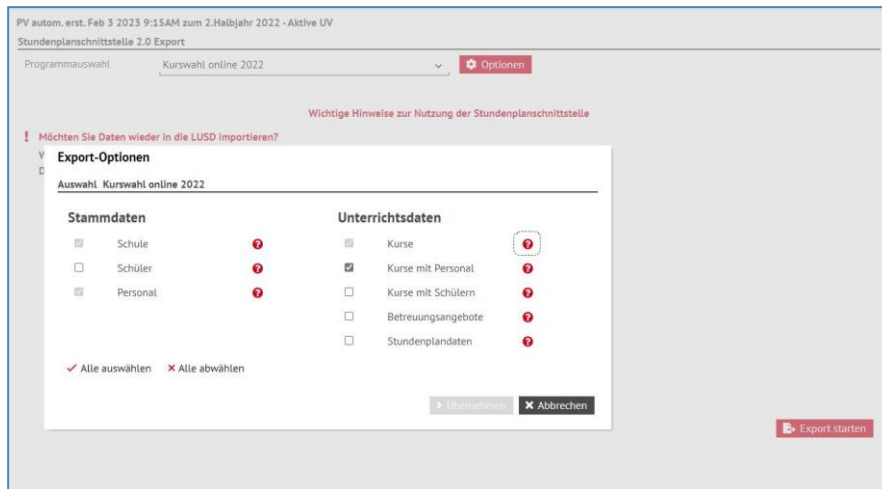 PV autom. erst. Feb 3 2023 9:15AM zum 2.Halbjahr 2022 - Aktive UV
Stundenplanschnittstelle 2.0 Export
Programmauswahl Kurswahl online 2022 Optionen
Wichtige Hinweise zur Nutzung der Stundenplanschnittstelle
! Möchten Sie Daten wieder in die LUSD importieren?
Export-Optionen
Auswahl Kurswahl online 2022
Stammdaten Unterrichtsdaten
Schule ? Kurse ?
Schüler ? Kurse mit Personal ?
Personal ? Kurse mit Schülern ?
Betreuungsangebote ?
Stundenplandaten ?
Alle auswählen Alle abwählen
Übernehmen Abbrechen
Export starten